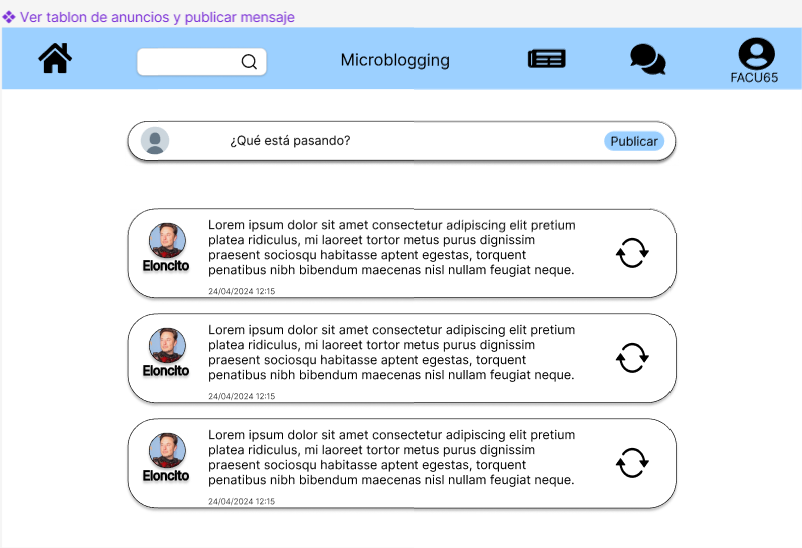 Ver tablon de anuncios y publicar mensaje
Microblogging
FACU65
¿Qué está pasando?
Publicar
Lorem ipsum dolor sit amet consectetur adipiscing elit pretium
platea ridiculus, mi laoreet tortor metus purus dignissim
praesent sociosqu habitasse aptent egestas, torquent
penatibus nibh bibendum maecenas nisl nullam feugiat neque.
Eloncito
24/04/2024 12:15
Lorem ipsum dolor sit amet consectetur adipiscing elit pretium
platea ridiculus, mi laoreet tortor metus purus dignissim
praesent sociosqu habitasse aptent egestas, torquent
penatibus nibh bibendum maecenas nisl nullam feugiat neque.
Eloncito
24/04/2024 12:15
Lorem ipsum dolor sit amet consectetur adipiscing elit pretium
platea ridiculus, mi laoreet tortor metus purus dignissim
praesent sociosqu habitasse aptent egestas, torquent
penatibus nibh bibendum maecenas nisl nullam feugiat neque.
Eloncito
24/04/2024 12:15